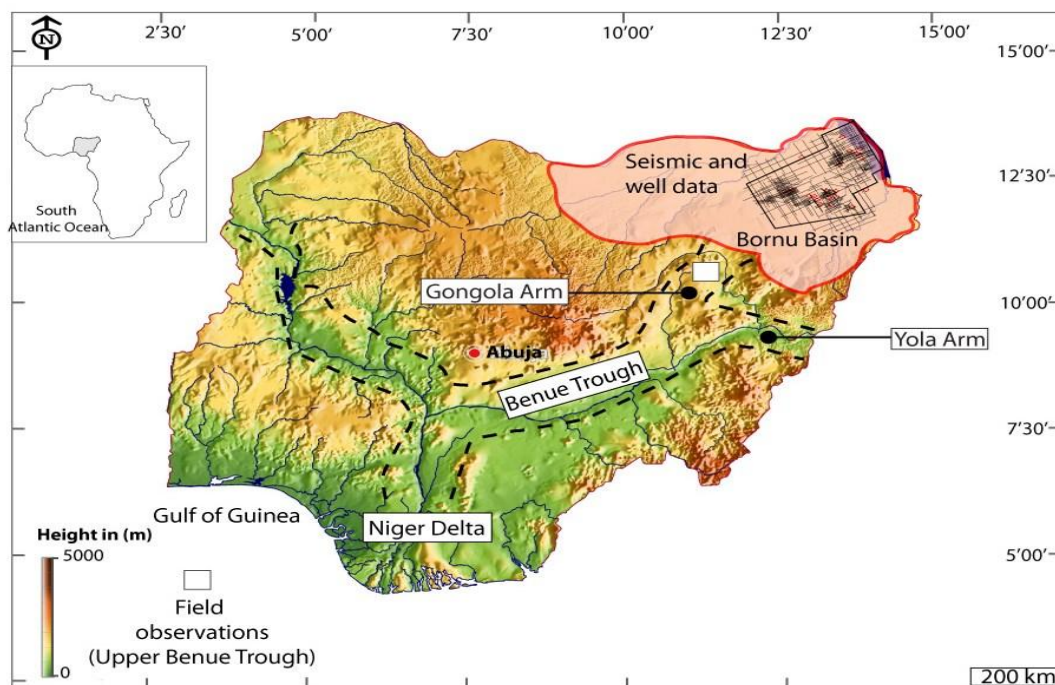 N
2'30'
5'00'
7'30'
10'00'
12'30'
15'00'
15'00'
12'30'
10'00'
7'30'
5'00'
South
Atlantic Ocean
Seismic and
well data
Bornu Basin
Gongola Arm
Yola Arm
Abuja
Benue Trough
Gulf of Guinea
Niger Delta
Height in (m)
5000
0
Field
observations
(Upper Benue Trough)
200 km